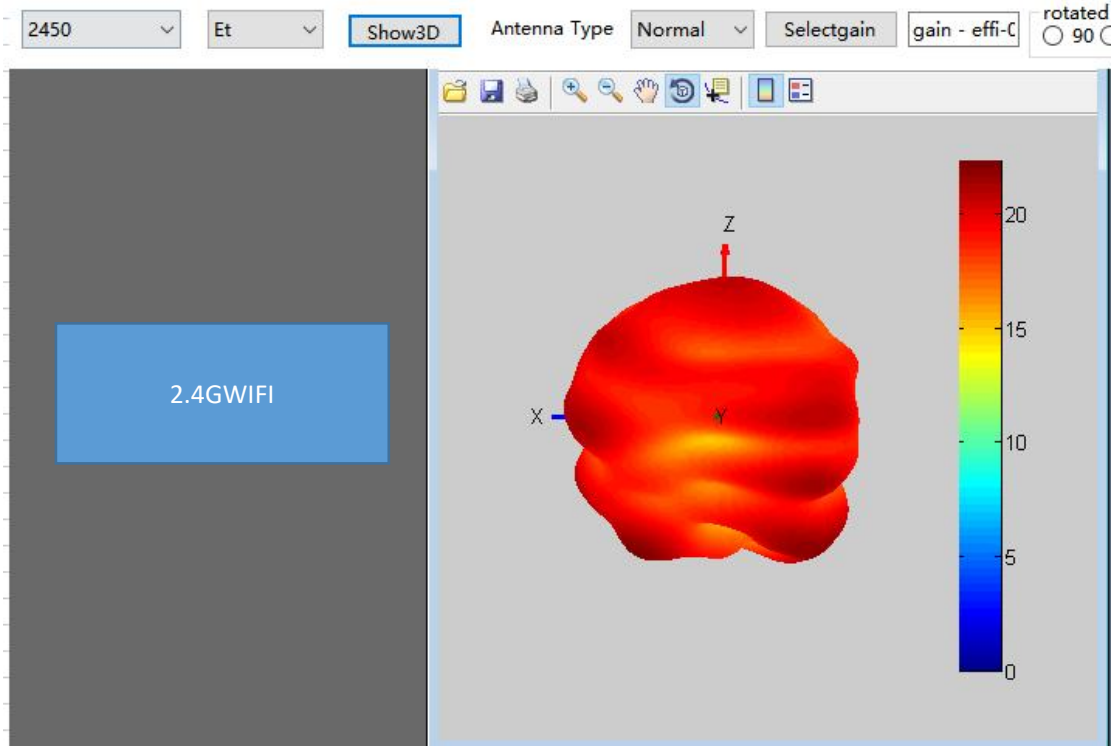 2450 Et Show3D Antenna Type Normal Selectgain gain - effi- rotated
90
2.4GWIFI
Z
X
Y
20
15
10
5
0